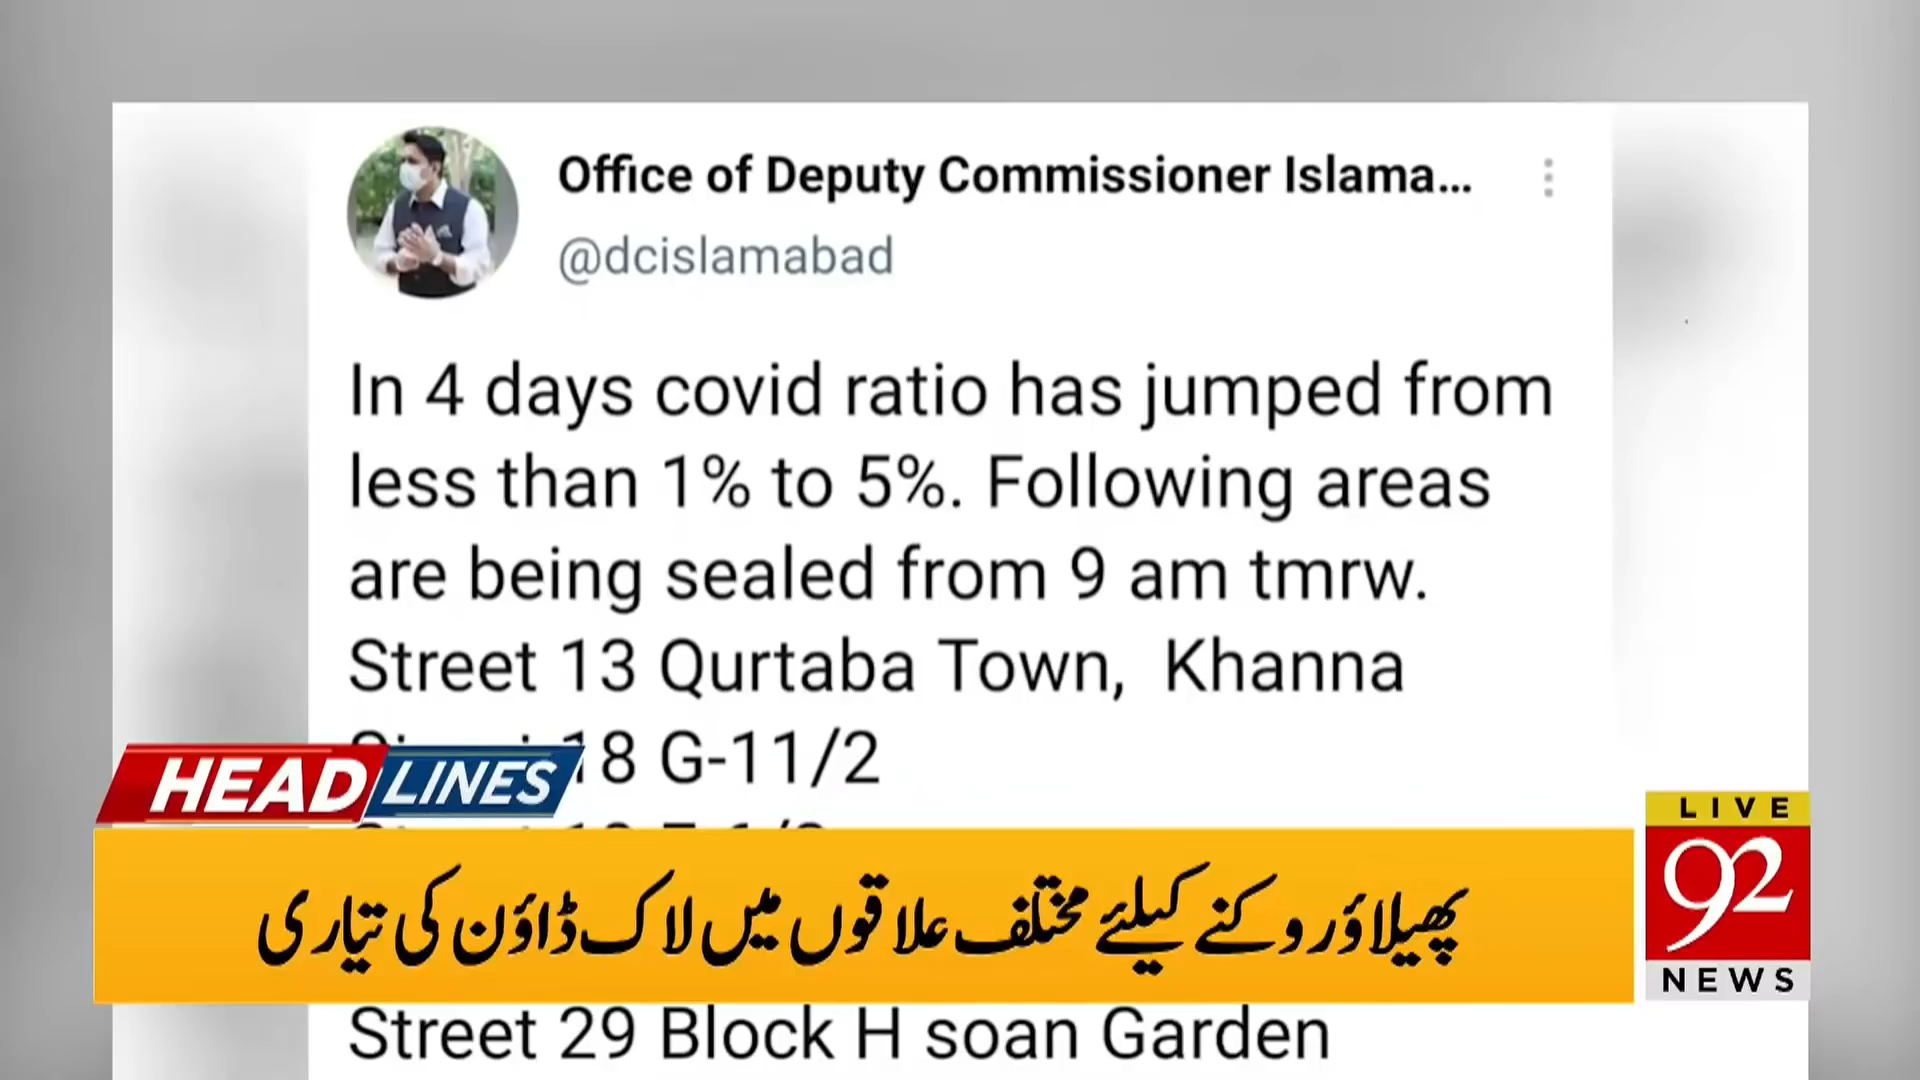 Office of Deputy Commissioner Islama...
@dcislamabad
In 4 days covid ratio has jumped from
less than 1% to 5%. Following areas
are being sealed from 9 am tmrw.
Street 13 Qurtaba Town, Khanna
18 G-11/2
HEADLINES
پھیلاؤ روکنے کیلئے مختلف علاقوں میں لاک ڈاؤن کی تیاری
LIVE
92
NEWS
Street 29 Block H soan Garden